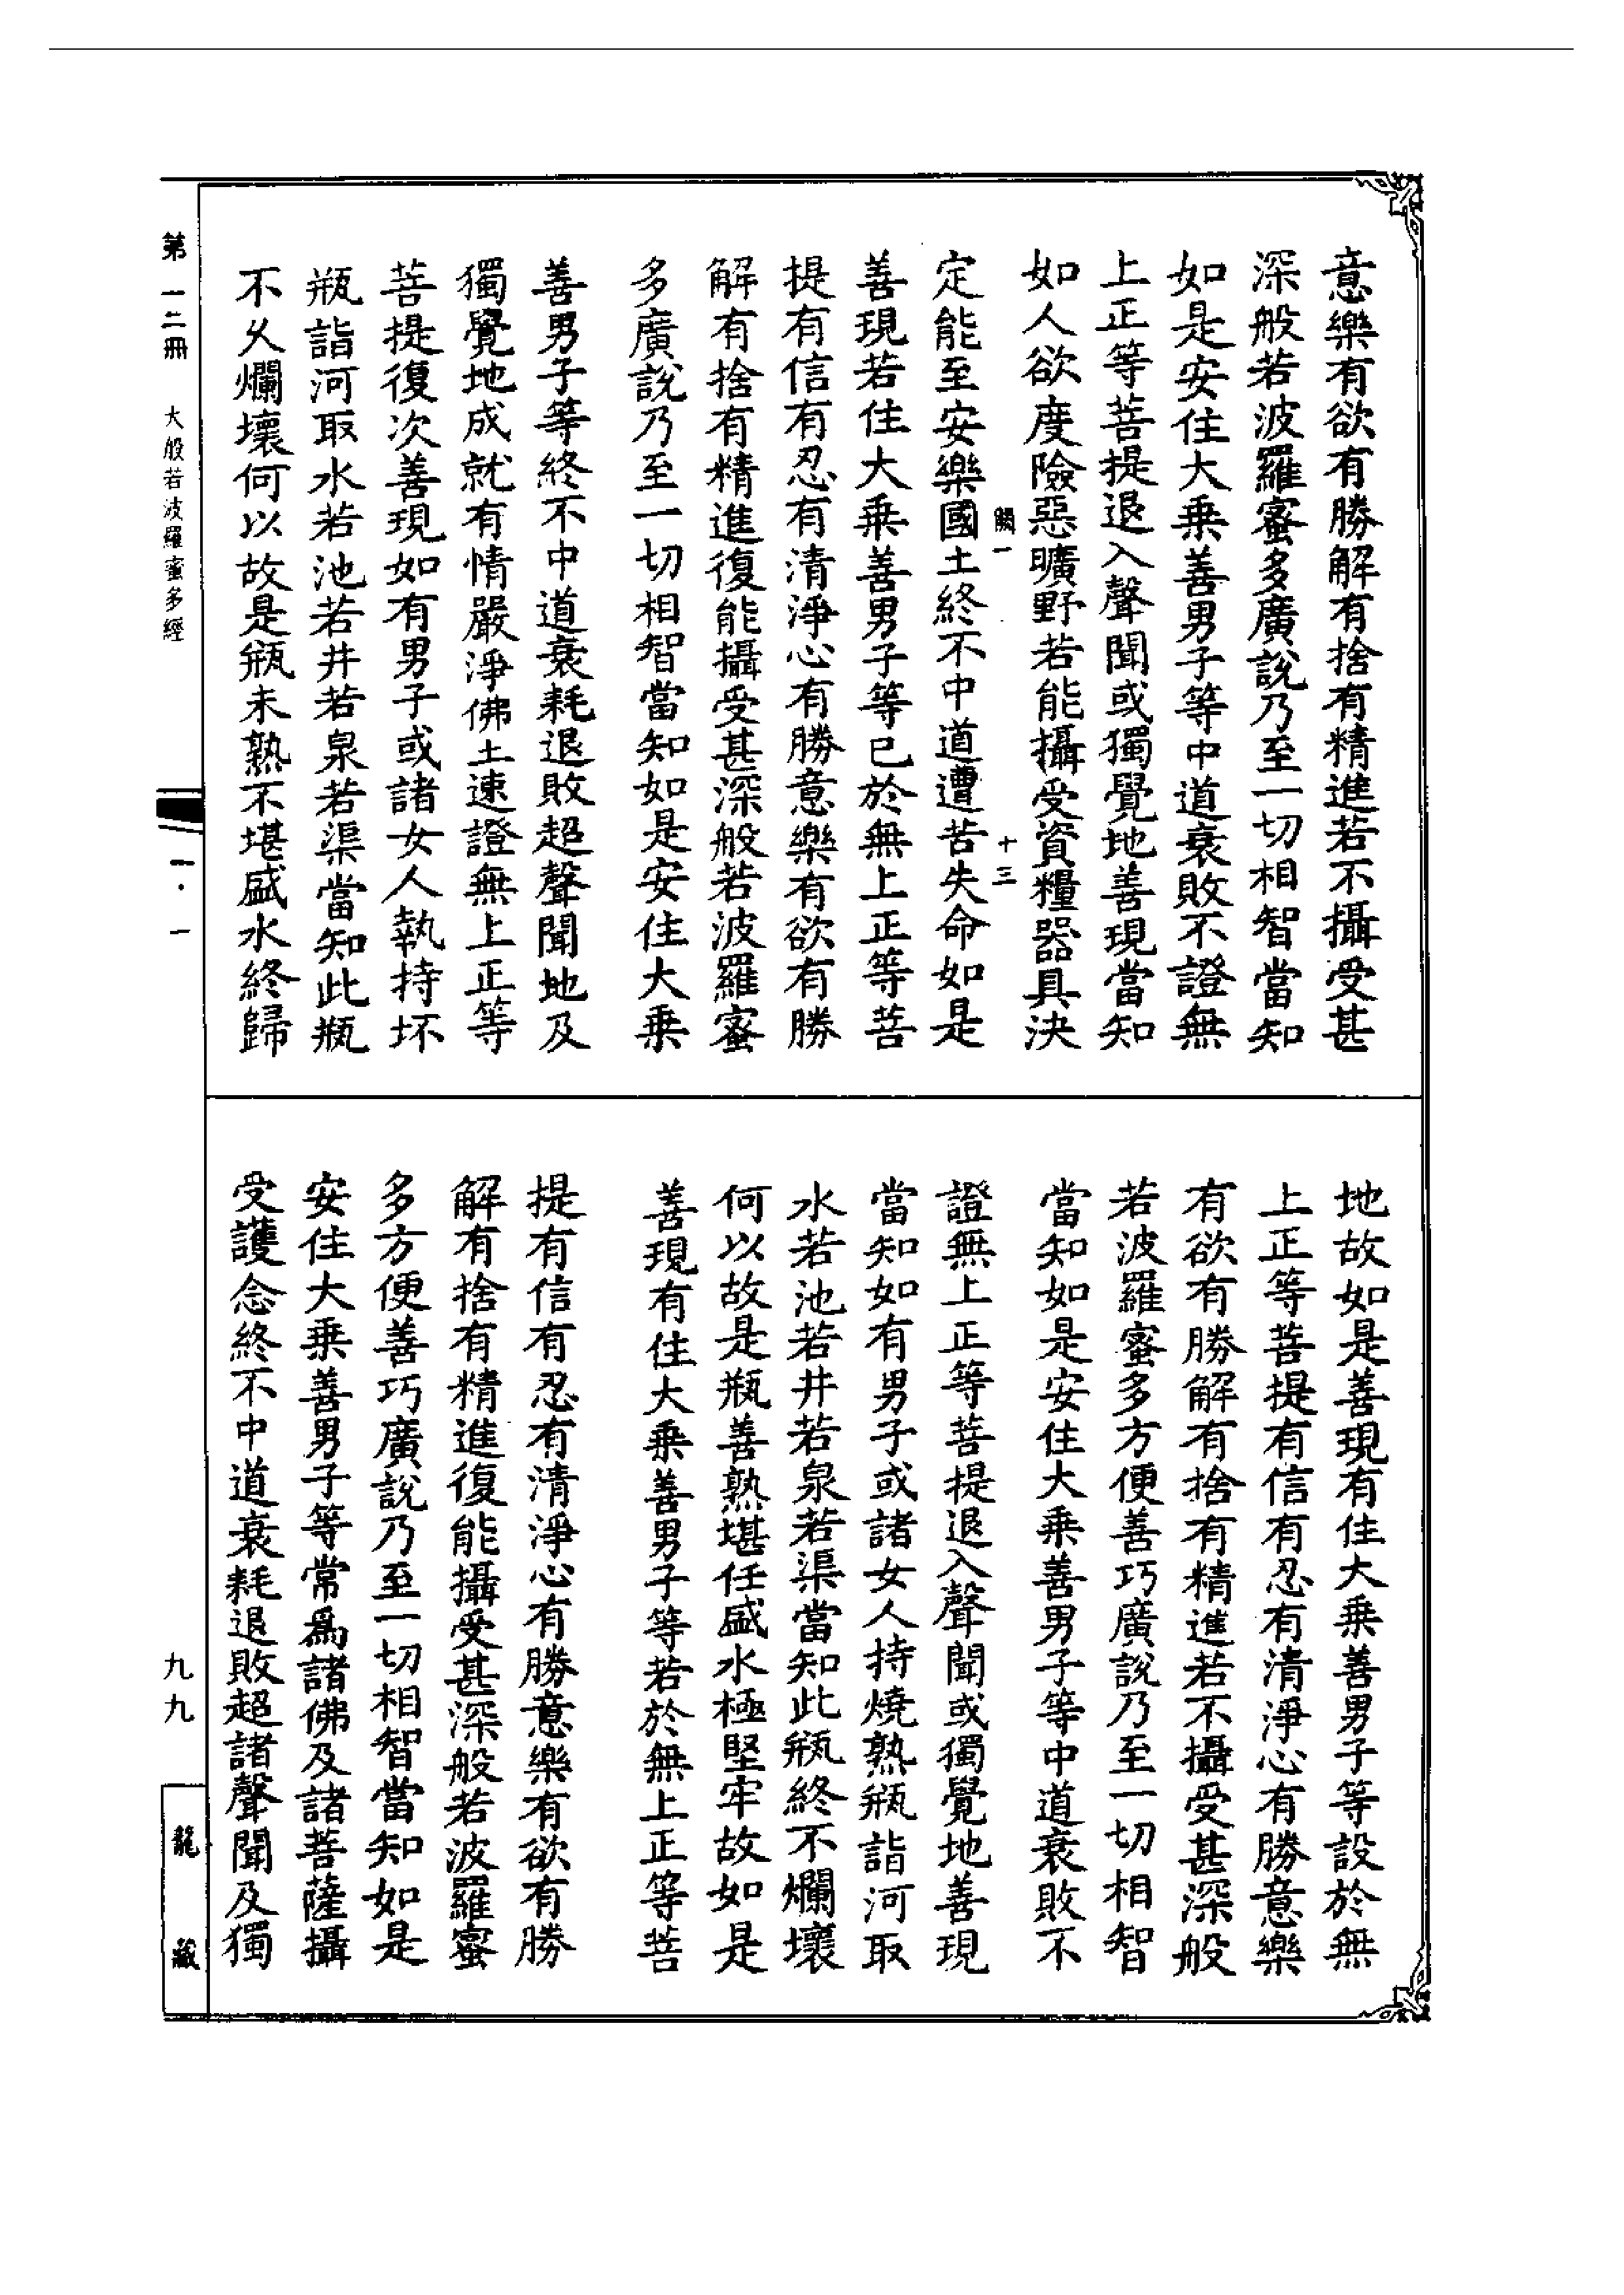 意樂有欲有勝解有捨有精進若不攝受甚
深般若波羅蜜多廣說乃至一切相智當知
如是安住大乘善男子等中道衰敗不證無
上正等菩提退入聲聞或獨覺地善現當知
如人欲度險惡曠野若能攝受資糧器具決
十三
定能至安樂國土終不中道遭苦失命如是
善現若住大乘善男子等已於無上正等菩
提有信有忍有清淨心有勝意樂有欲有勝
解有捨有精進復能攝受甚深般若波羅蜜
多廣說乃至一切相智當知如是安住大乘
善男子等終不中道衰耗退敗超聲聞地及
獨覺地成就有情嚴淨佛土速證無上正等
菩提復次善現如有男子或諸女人執持坏
瓶詣河取水若池若井若泉若渠當知此瓶
不久爛壞何以故是瓶未熟不堪盛水終歸
地故如是善現有住大乘善男子等設於無
上正等菩提有信有忍有清淨心有勝意樂
有欲有勝解有捨有精進若不攝受甚深般
若波羅蜜多方便善巧廣說乃至一切相智
當知如是安住大乘善男子等中道衰敗不
證無上正等菩提退入聲聞或獨覺地善現
當知如有男子或諸女人持燒熟瓶詣河取
水若池若井若泉若渠當知此瓶終不爛壞
何以故是瓶善熟堪任盛水極堅牢故如是
善現有住大乘善男子等若於無上正等菩
提有信有忍有清淨心有勝意樂有欲有勝
解有捨有精進復能攝受甚深般若波羅蜜
多方便善巧廣說乃至一切相智當知如是
安住大乘善男子等常爲諸佛及諸菩薩攝
受護念終不中道衰耗退敗超諸聲聞及獨
第一二冊 大般若波羅蜜多經
一·一
九九
龍藏